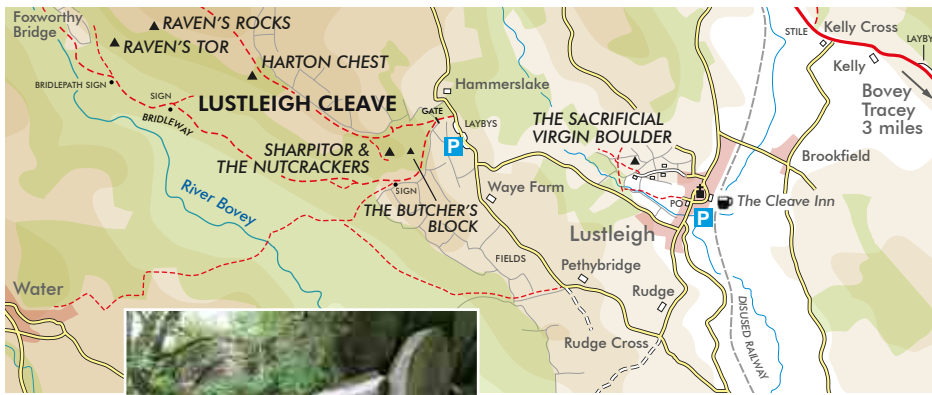 Foxworthy
Bridge
RAVEN'S ROCKS
RAVEN'S TOR
HARTON CHEST
BRIDLEPATH SIGN
SIGN
BRIDLEWAY
LUSTLEIGH CLEAVE
Hammerslake
GATE
LAYBYS
P
SHARPITOR &
THE NUTCRACKERS
SIGN
THE BUTCHER'S
BLOCK
River Bovey
Waye Farm
THE SACRIFICIAL
VIRGIN BOULDER
STILE
Kelly Cross
LAYBY
Kelly
Bovey
Tracey
3 miles
Brookfield
PO
The Cleave Inn
P
Lustleigh
FIELDS
Pethybridge
Rudge
Rudge Cross
DISUSED RAILWAY
Water